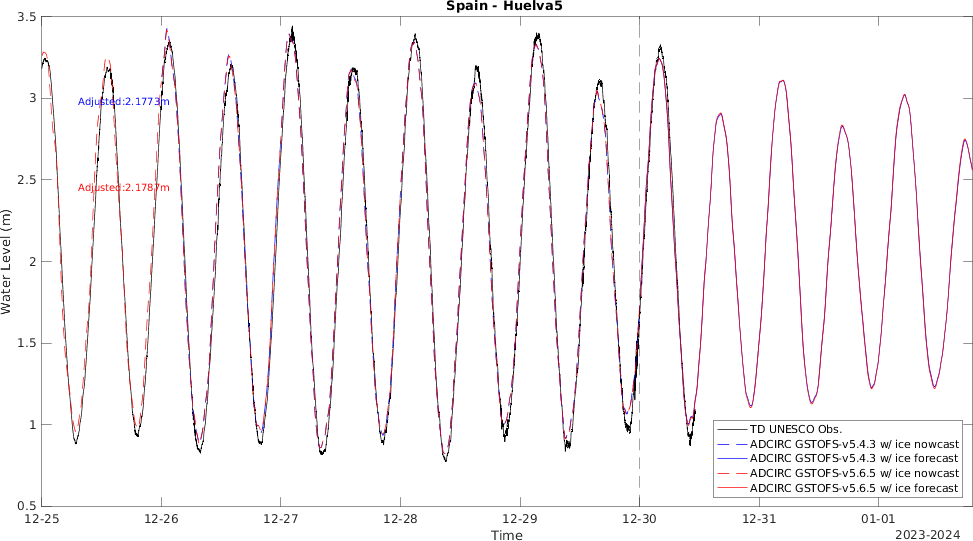 Spain - Huelva5
3.5
3
2.5
2
1.5
1
0.5
Water Level (m)
Adjusted:2.1773m
Adjusted:2.1787m
TD UNESCO Obs.
ADCIRC GSTOFS-v5.4.3 w/ ice nowcast
ADCIRC GSTOFS-v5.4.3 w/ ice forecast
ADCIRC GSTOFS-v5.6.5 w/ ice nowcast
ADCIRC GSTOFS-v5.6.5 w/ ice forecast
12-25 12-26 12-27 12-28 12-29 12-30 12-31 01-01
Time
2023-2024